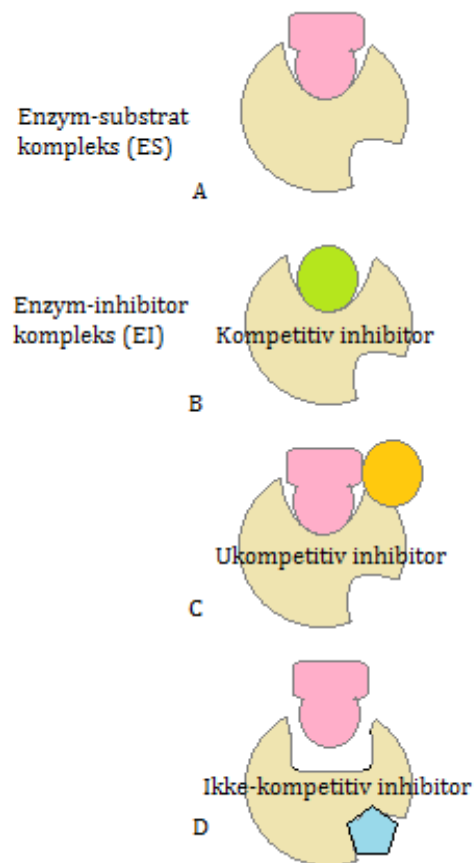 Enzym-substrat
kompleks (ES)
A
Enzym-inhibitor
kompleks (EI)
Kompetitiv inhibitor
B
Ukompetitiv inhibitor
C
Ikke-kompetitiv inhibitor
D